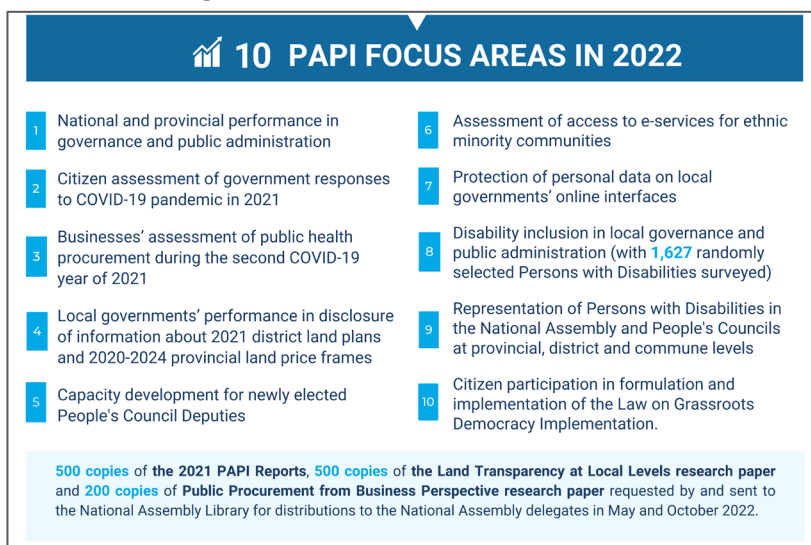 10 PAPI FOCUS AREAS IN 2022
1
National and provincial performance in
governance and public administration
2
Citizen assessment of government responses
to COVID-19 pandemic in 2021
3
Businesses' assessment of public health
procurement during the second COVID-19
year of 2021
4
Local governments' performance in disclosure
of information about 2021 district land plans
and 2020-2024 provincial land price frames
5
Capacity development for newly elected
People's Council Deputies
6
Assessment of access to e-services for ethnic
minority communities
7
Protection of personal data on local
governments' online interfaces
8
Disability inclusion in local governance and
public administration (with 1,627 randomly
selected Persons with Disabilities surveyed)
9
Representation of Persons with Disabilities in
the National Assembly and People's Councils
at provincial, district and commune levels
10
Citizen participation in formulation and
implementation of the Law on Grassroots
Democracy Implementation.
500 copies of the 2021 PAPI Reports, 500 copies of the Land Transparency at Local Levels research paper
and 200 copies of Public Procurement from Business Perspective research paper requested by and sent to
the National Assembly Library for distributions to the National Assembly delegates in May and October 2022.